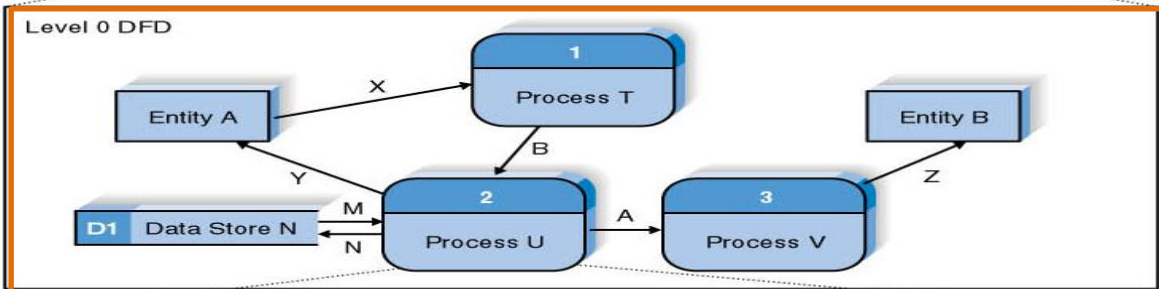 Level 0 DFD
1
X
Process T
Entity A
Entity B
B
Y
Z
2
3
M
A
D1 Data Store N
N
Process U
Process V